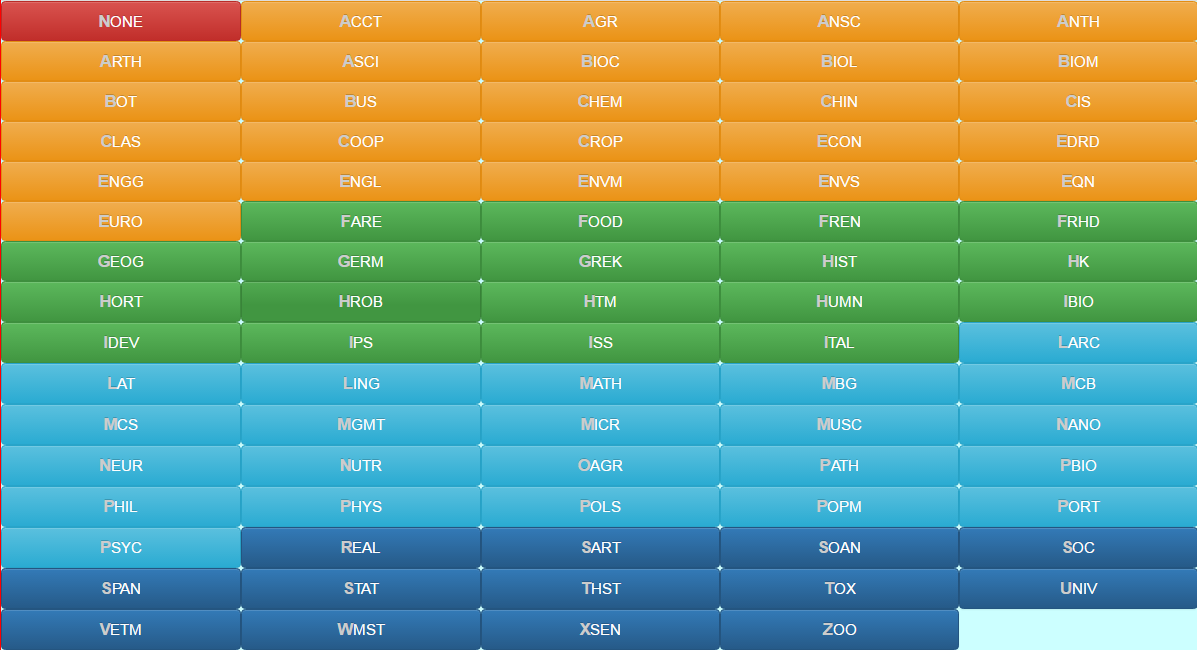 NONE ACCT AGR ANSC ANTH
ARTH ASCI BIOC BIOL BIOM
BOT BUS CHEM CHIN CIS
CLAS COOP CROP ECON EDRD
ENGG ENGL ENVM ENVS EQN
EURO FARE FOOD FREN FRHD
GEOG GERM GREK HIST HK
HORT HROB HTM HUMN IBIO
IDEV IPS ISS ITAL LARC
LAT LING MATH MBG MCB
MCS MGMT MICR MUSC NANO
NEUR NUTR OAGR PATH PBIO
PHIL PHYS POLS POPM PORT
PSYC REAL SART SOAN SOC
SPAN STAT THST TOX UNIV
VETM WMST XSEN ZOO